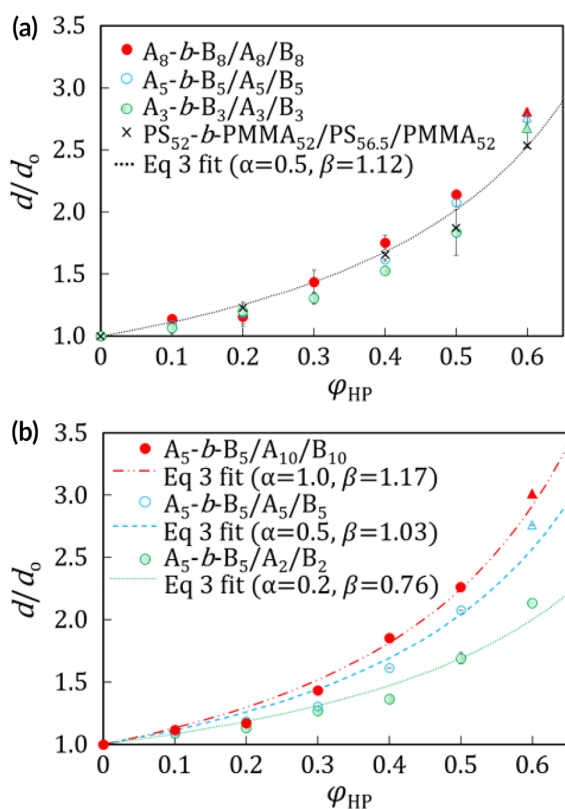 (a)
3.5
3.0
2.5
2.0
1.5
1.0
d/d₀
A₈-b-B₈/A₈/B₈
A₅-b-B₅/A₅/B₅
A₃-b-B₃/A₃/B₃
PS₅₂-b-PMMA₅₂/PS₅₆.₅/PMMA₅₂
Eq 3 fit (α=0.5, β=1.12)
0 0.1 0.2 0.3 0.4 0.5 0.6
φHP
(b)
3.5
3.0
2.5
2.0
1.5
1.0
d/d₀
A₅-b-B₅/A₁₀/B₁₀
Eq 3 fit (α=1.0, β=1.17)
A₅-b-B₅/A₅/B₅
Eq 3 fit (α=0.5, β=1.03)
A₅-b-B₅/A₂/B₂
Eq 3 fit (α=0.2, β=0.76)
0 0.1 0.2 0.3 0.4 0.5 0.6
φHP